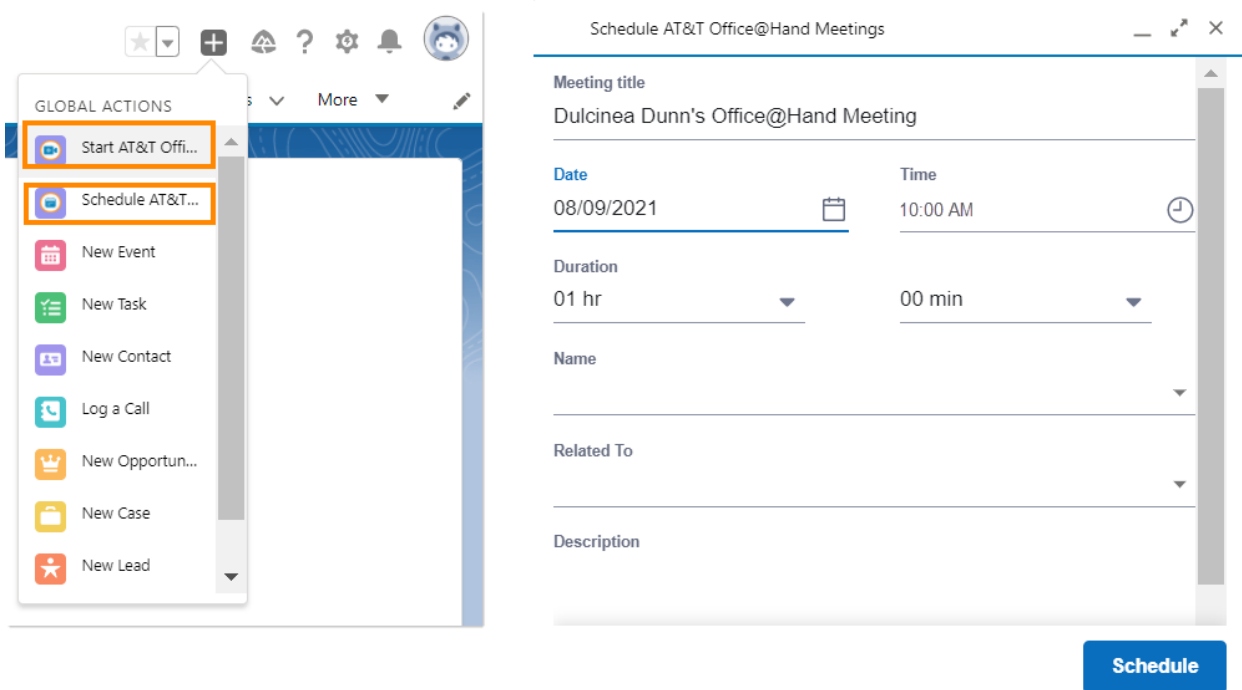 GLOBAL ACTIONS
More
Start AT&T Offi...
Schedule AT&T...
New Event
New Task
New Contact
Log a Call
New Opportun...
New Case
New Lead
Schedule AT&T Office@Hand Meetings
Meeting title
Dulcinea Dunn's Office@Hand Meeting
Date
Time
08/09/2021
10:00 AM
Duration
01 hr
00 min
Name
Related To
Description
Schedule